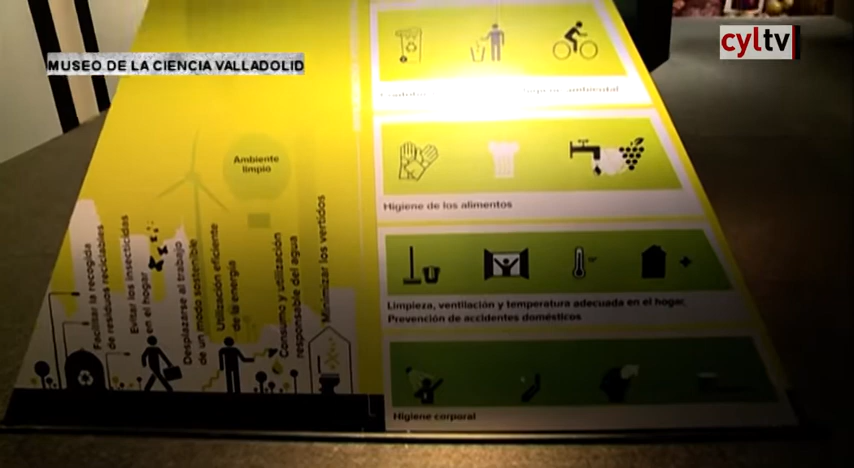 MUSEO DE LA CIENCIA VALLADOLID
cyltv
Ambiente
limpio
Facilitar la recogida
de residuos reciclables
Evitar los insecticidas
en el hogar
Desplazarse al trabajo
de un modo sostenible
Utilización eficiente
de la energía
Consumo y utilización
responsable del agua
Minimizar los vertidos
Higiene de los alimentos
Limpieza, ventilación y temperatura adecuada en el hogar.
Prevención de accidentes domésticos
Higiene corporal